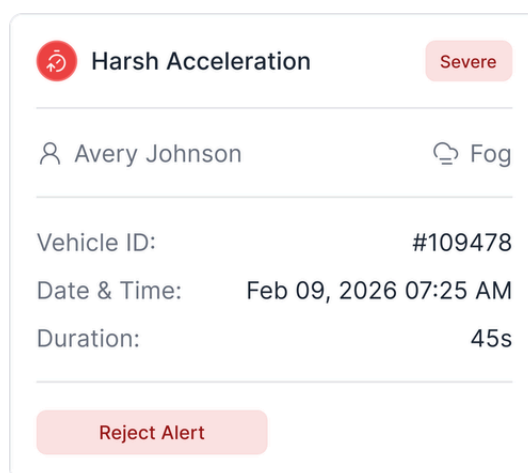 Harsh Acceleration Severe
Avery Johnson Fog
Vehicle ID: #109478
Date & Time: Feb 09, 2026 07:25 AM
Duration: 45s
Reject Alert